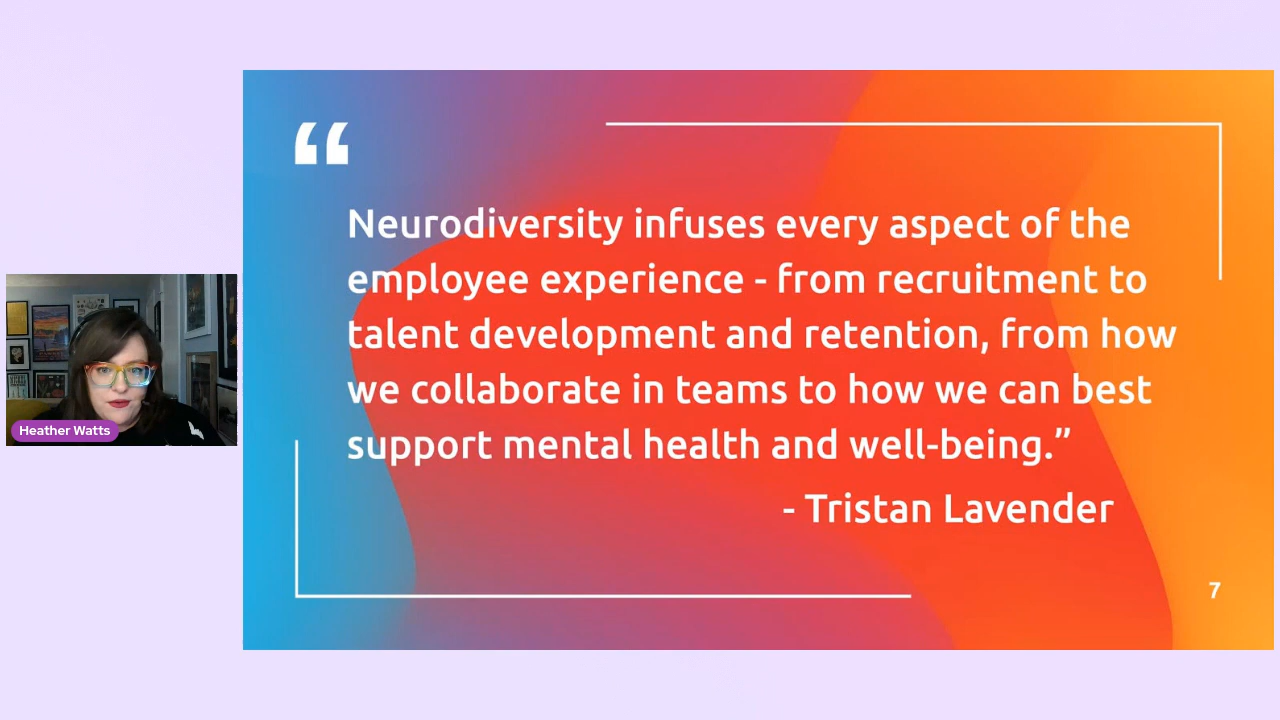 “
Neurodiversity infuses every aspect of the
employee experience - from recruitment to
talent development and retention, from how
we collaborate in teams to how we can best
support mental health and well-being.”
- Tristan Lavender
7
Heather Watts